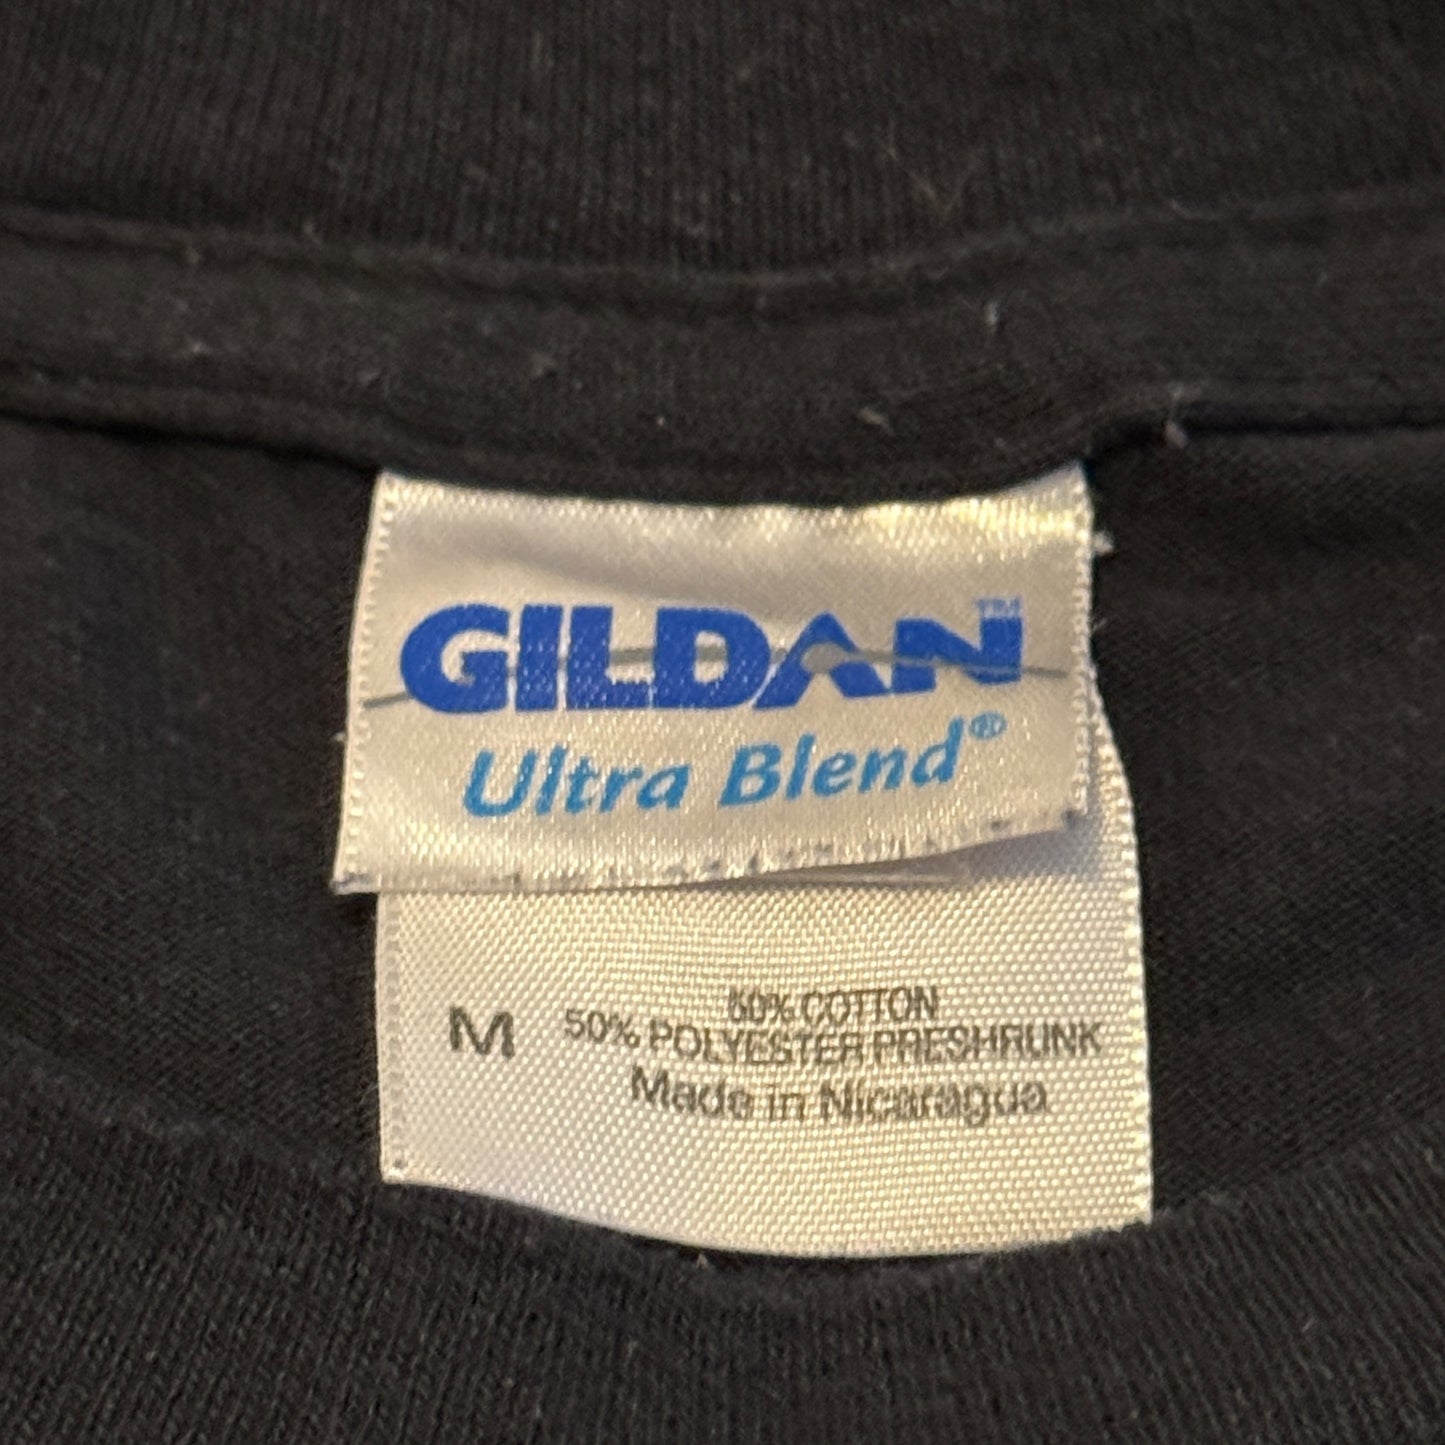 GILDAN™
Ultra Blend®
M
50% COTTON
50% POLYESTER PRESHRUNK
Made in Nicaragua